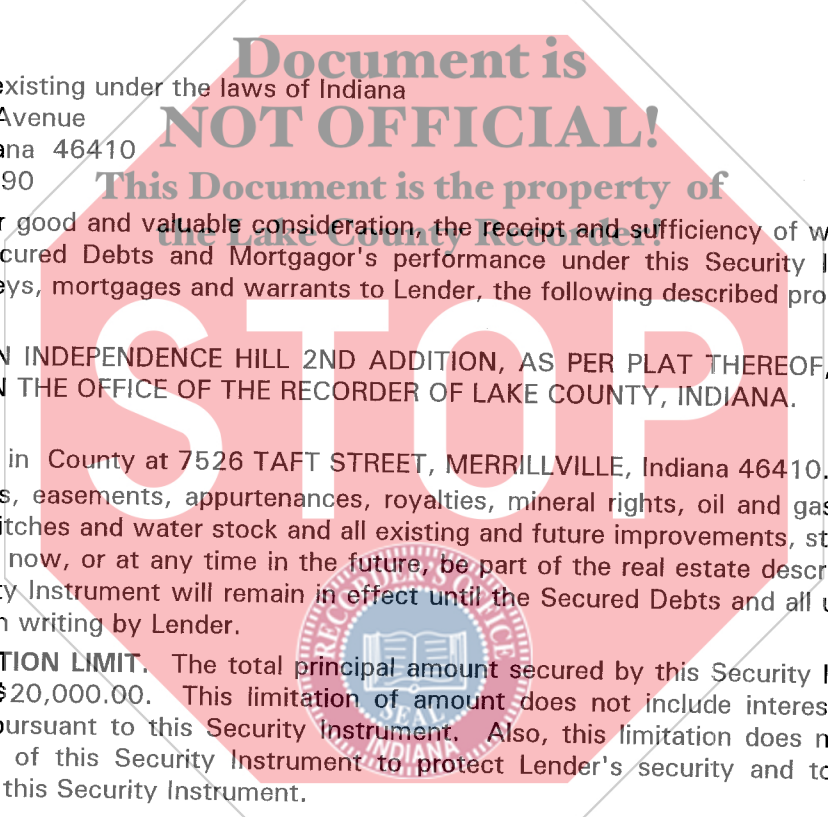 Document is
existing under the laws of Indiana
Avenue
NOT OFFICIAL!
ana 46410
90
This Document is the property of
r good and valuable consideration, the receipt and sufficiency of w
the Lake County Recorder!
cured Debts and Mortgagor's performance under this Security I
eys, mortgages and warrants to Lender, the following described pro
STOP
N INDEPENDENCE HILL 2ND ADDITION, AS PER PLAT THEREOF,
N THE OFFICE OF THE RECORDER OF LAKE COUNTY, INDIANA.
in County at 7526 TAFT STREET, MERRILLVILLE, Indiana 46410.
s, easements, appurtenances, royalties, mineral rights, oil and gas
itches and water stock and all existing and future improvements, st
now, or at any time in the future, be part of the real estate descr
ty Instrument will remain in effect until the Secured Debts and all u
n writing by Lender.
RECORDER'S OFFICE
SEAL
INDIANA
TION LIMIT. The total principal amount secured by this Security I
$20,000.00. This limitation of amount does not include interes
pursuant to this Security Instrument. Also, this limitation does n
of this Security Instrument to protect Lender's security and to
this Security Instrument.